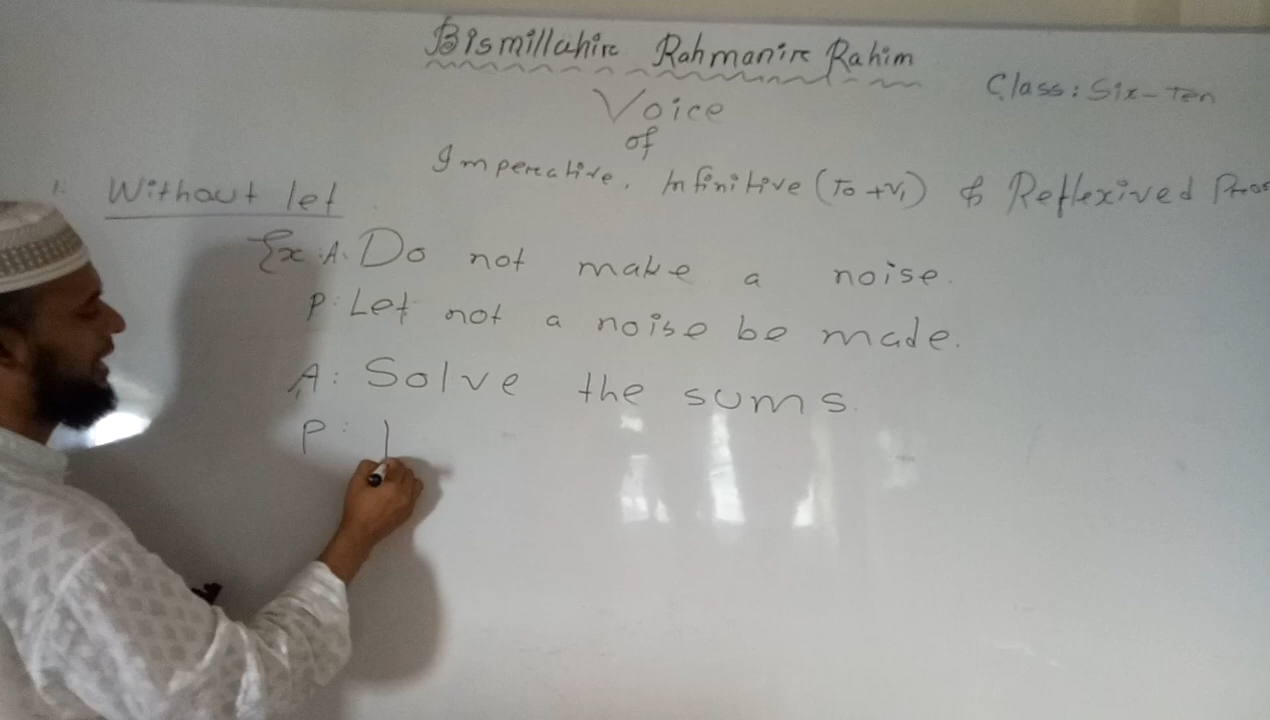 Bismillahir Rahmanir Rahim
Class: Six-Ten
Voice
of
Imperative, Infinitive (To +V1) & Reflexived
1. Without let
Ex: A: Do not make a noise.
P: Let not a noise be made.
A: Solve the sums.
P: